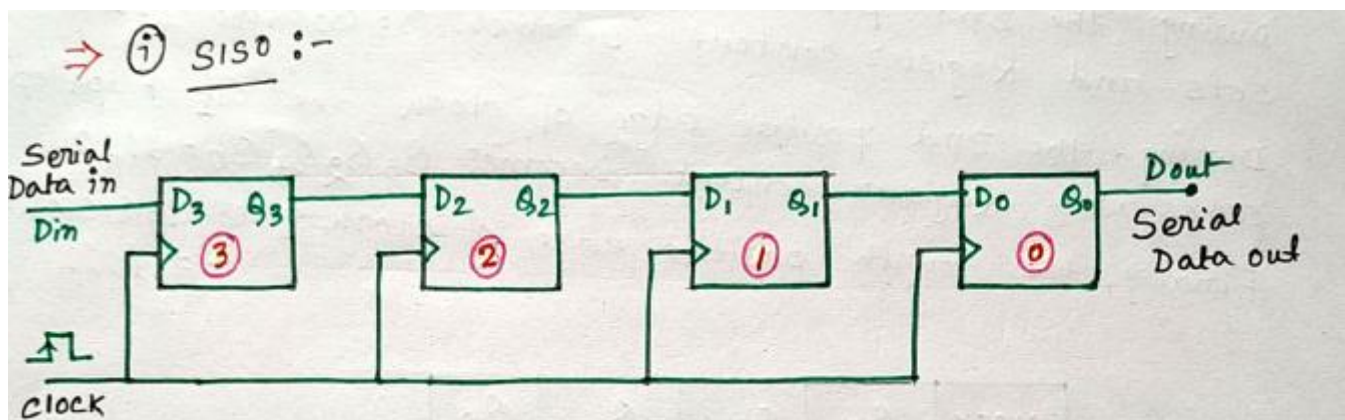 ⇒ ⓘ SISO :-
Serial
Data in
Din
D3 Q3
3
D2 Q2
2
D1 Q1
1
D0 Q0
0
Dout
Serial
Data out
Clock